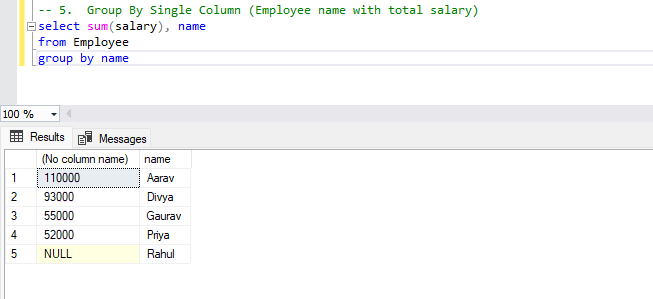 -- 5.  Group By Single Column (Employee name with total salary)
select sum(salary), name
from Employee
group by name
100 %
Results Messages
(No column name) name
1 110000 Aarav
2 93000 Divya
3 55000 Gaurav
4 52000 Priya
5 NULL Rahul